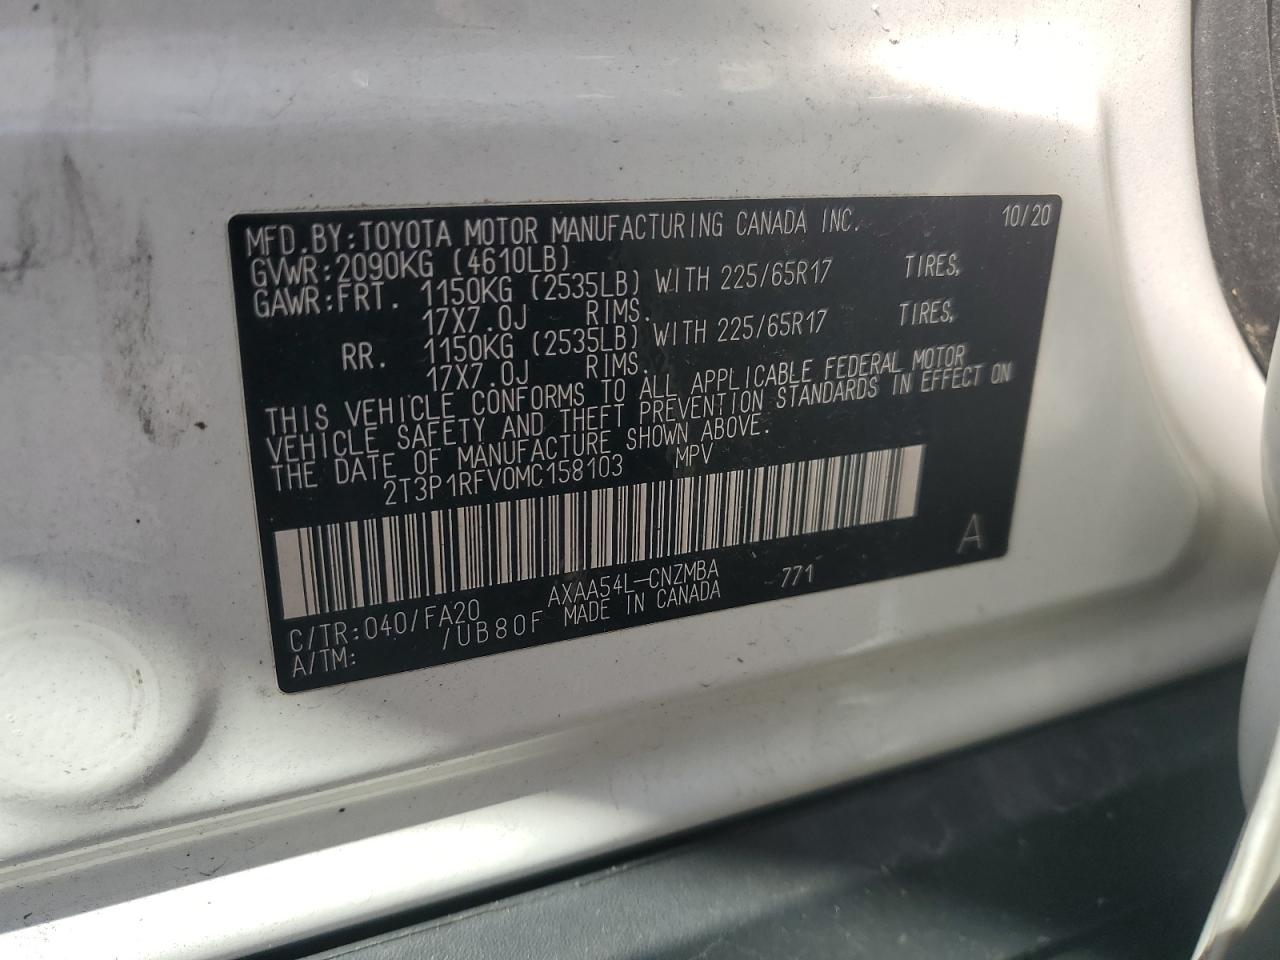 MFD.BY:TOYOTA MOTOR MANUFACTURING CANADA INC. 10/20
GVWR:2090KG (4610LB)
GAWR:FRT. 1150KG (2535LB) WITH 225/65R17 TIRES,
17X7.0J RIMS.
RR. 1150KG (2535LB) WITH 225/65R17 TIRES,
17X7.0J RIMS.
THIS VEHICLE CONFORMS TO ALL APPLICABLE FEDERAL MOTOR
VEHICLE SAFETY AND THEFT PREVENTION STANDARDS IN EFFECT ON
THE DATE OF MANUFACTURE SHOWN ABOVE.
2T3P1RFV0MC158103 MPV
A
C/TR:040/FA20 AXAA54L-CNZMBA 771
A/TM: /UB80F MADE IN CANADA